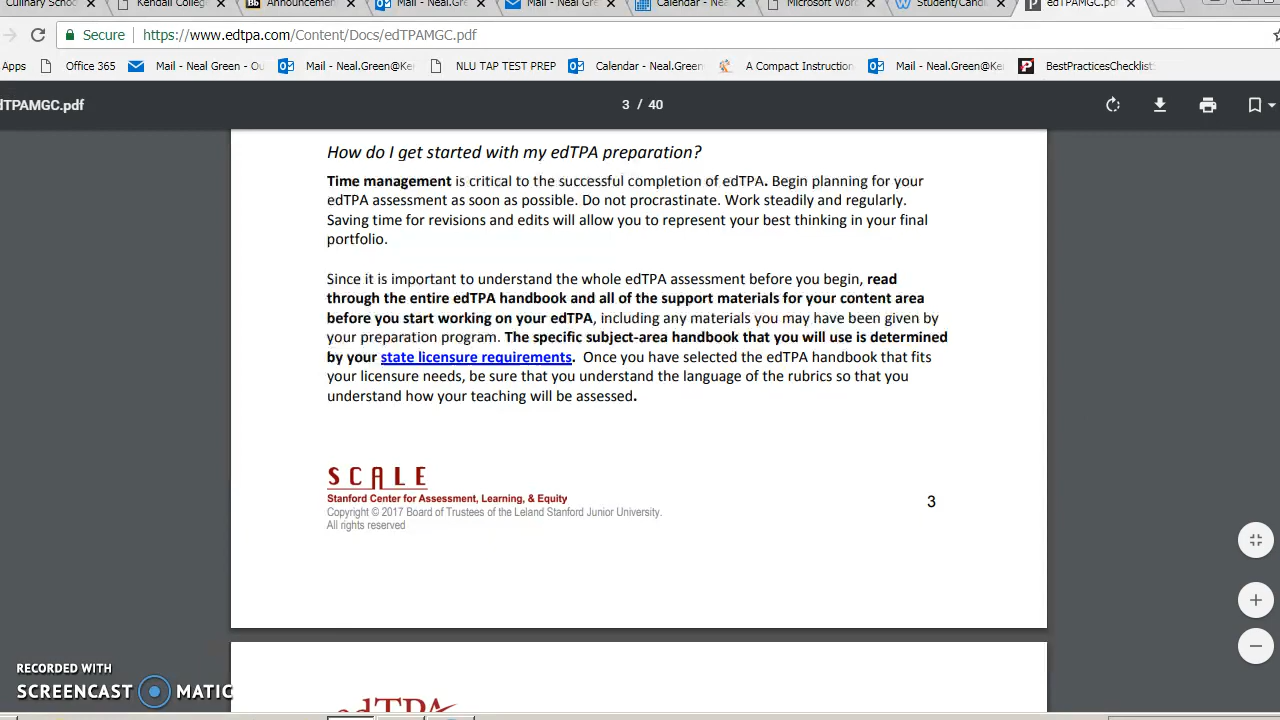 Culinary Schoo
Kendall Colleg
Bb Announcemen
Mail - Neal.Gr
Mail - Neal Gr
Calendar - Neal
Microsoft Word
Student/Candi
edTPAMGC.pdf
Secure https://www.edtpa.com/Content/Docs/edTPAMGC.pdf
Apps Office 365 Mail - Neal Green - Ou Mail - Neal.Green@Ke NLU TAP TEST PREP Calendar - Neal.Green A Compact Instruction Mail - Neal.Green@Ke BestPracticesChecklist
dTPAMGC.pdf 3 / 40
How do I get started with my edTPA preparation?
Time management is critical to the successful completion of edTPA. Begin planning for your
edTPA assessment as soon as possible. Do not procrastinate. Work steadily and regularly.
Saving time for revisions and edits will allow you to represent your best thinking in your final
portfolio.
Since it is important to understand the whole edTPA assessment before you begin, read
through the entire edTPA handbook and all of the support materials for your content area
before you start working on your edTPA, including any materials you may have been given by
your preparation program. The specific subject-area handbook that you will use is determined
by your state licensure requirements. Once you have selected the edTPA handbook that fits
your licensure needs, be sure that you understand the language of the rubrics so that you
understand how your teaching will be assessed.
SCALE
Stanford Center for Assessment, Learning, & Equity
Copyright © 2017 Board of Trustees of the Leland Stanford Junior University.
All rights reserved
3
edTPA
RECORDED WITH
SCREENCAST MATIC